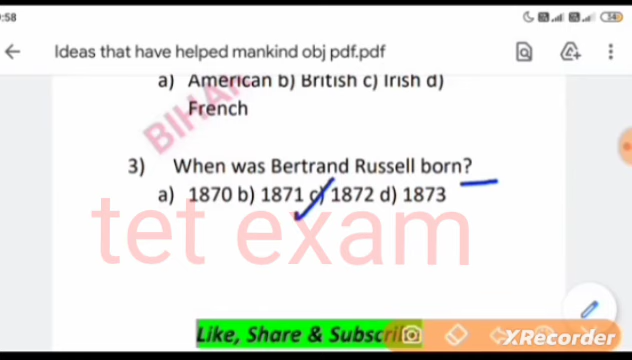 :58
Ideas that have helped mankind obj pdf.pdf
a) American b) British c) Irish d)
French
BIHAR
3) When was Bertrand Russell born?
a) 1870 b) 1871 c) 1872 d) 1873
tet exam
Like, Share & Subscri
XRecorder